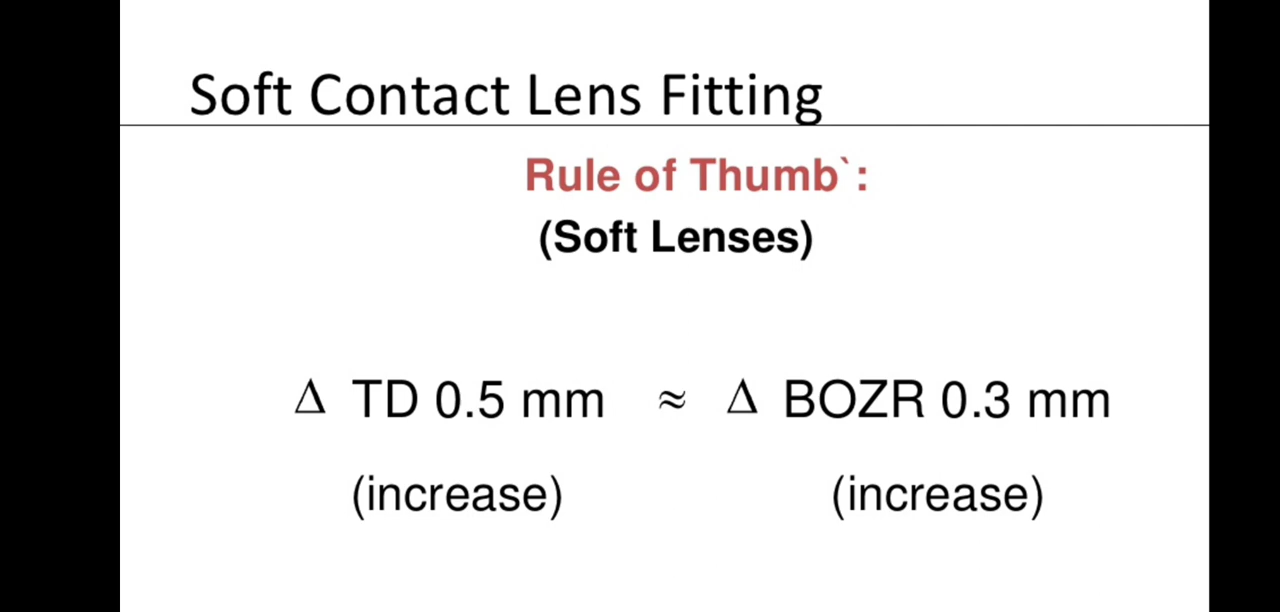 Soft Contact Lens Fitting
Rule of Thumb`:
(Soft Lenses)
Δ TD 0.5 mm ≈ Δ BOZR 0.3 mm
(increase) (increase)